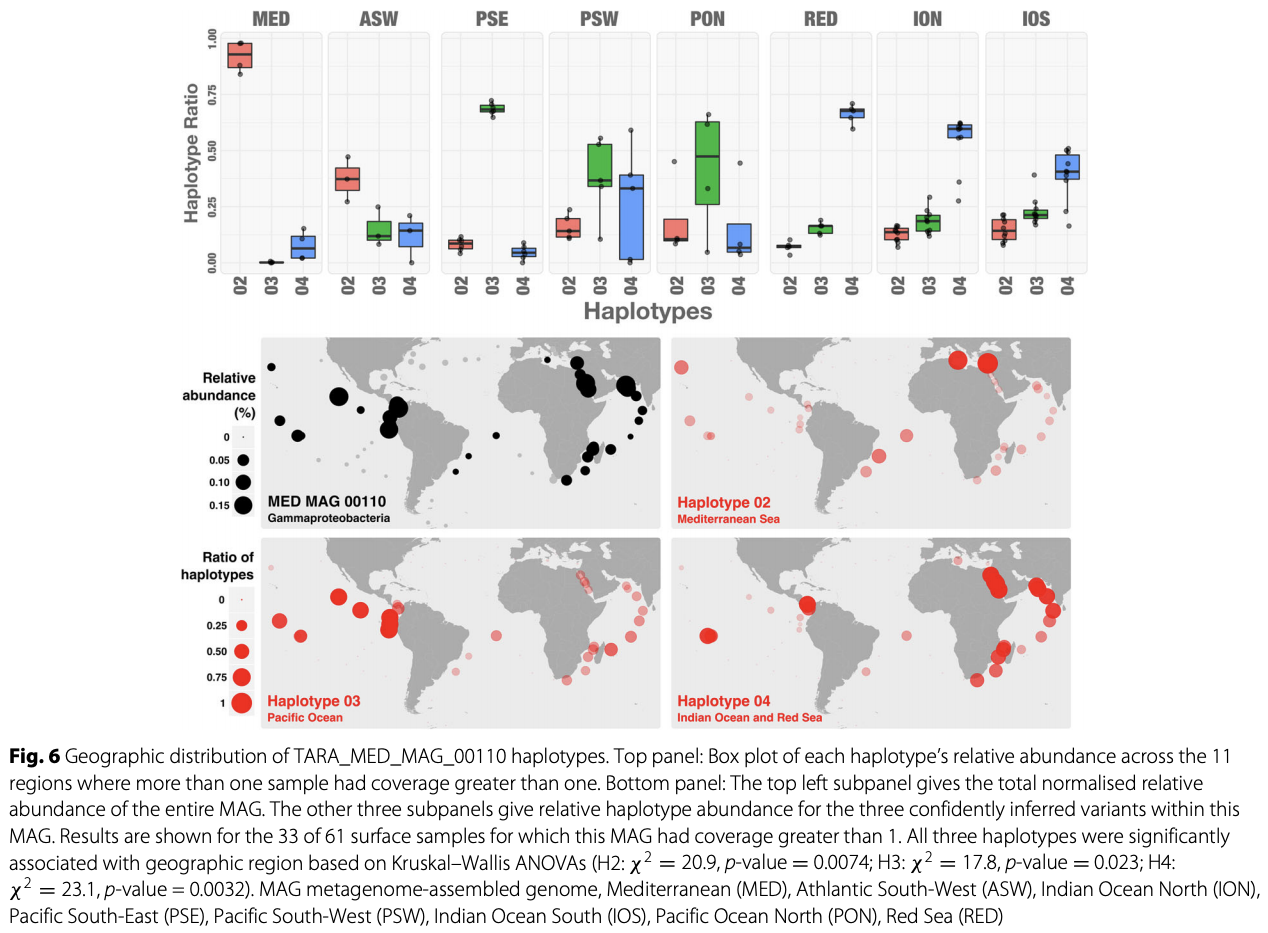 MED ASW PSE PSW PON RED ION IOS
Haplotype Ratio
1.00
0.75
0.50
0.25
0.00
02 03 04 02 03 04 02 03 04 02 03 04 02 03 04 02 03 04 02 03 04 02 03 04
Haplotypes
Relative
abundance
(%)
0
0.05
0.10
0.15
MED MAG 00110
Gammaproteobacteria
Haplotype 02
Mediterranean Sea
Ratio of
haplotypes
0
0.25
0.50
0.75
1
Haplotype 03
Pacific Ocean
Haplotype 04
Indian Ocean and Red Sea
Fig. 6 Geographic distribution of TARA_MED_MAG_00110 haplotypes. Top panel: Box plot of each haplotype’s relative abundance across the 11
regions where more than one sample had coverage greater than one. Bottom panel: The top left subpanel gives the total normalised relative
abundance of the entire MAG. The other three subpanels give relative haplotype abundance for the three confidently inferred variants within this
MAG. Results are shown for the 33 of 61 surface samples for which this MAG had coverage greater than 1. All three haplotypes were significantly
associated with geographic region based on Kruskal–Wallis ANOVAs (H2: χ² = 20.9, p-value = 0.0074; H3: χ² = 17.8, p-value = 0.023; H4:
χ² = 23.1, p-value = 0.0032). MAG metagenome-assembled genome, Mediterranean (MED), Athlantic South-West (ASW), Indian Ocean North (ION),
Pacific South-East (PSE), Pacific South-West (PSW), Indian Ocean South (IOS), Pacific Ocean North (PON), Red Sea (RED)